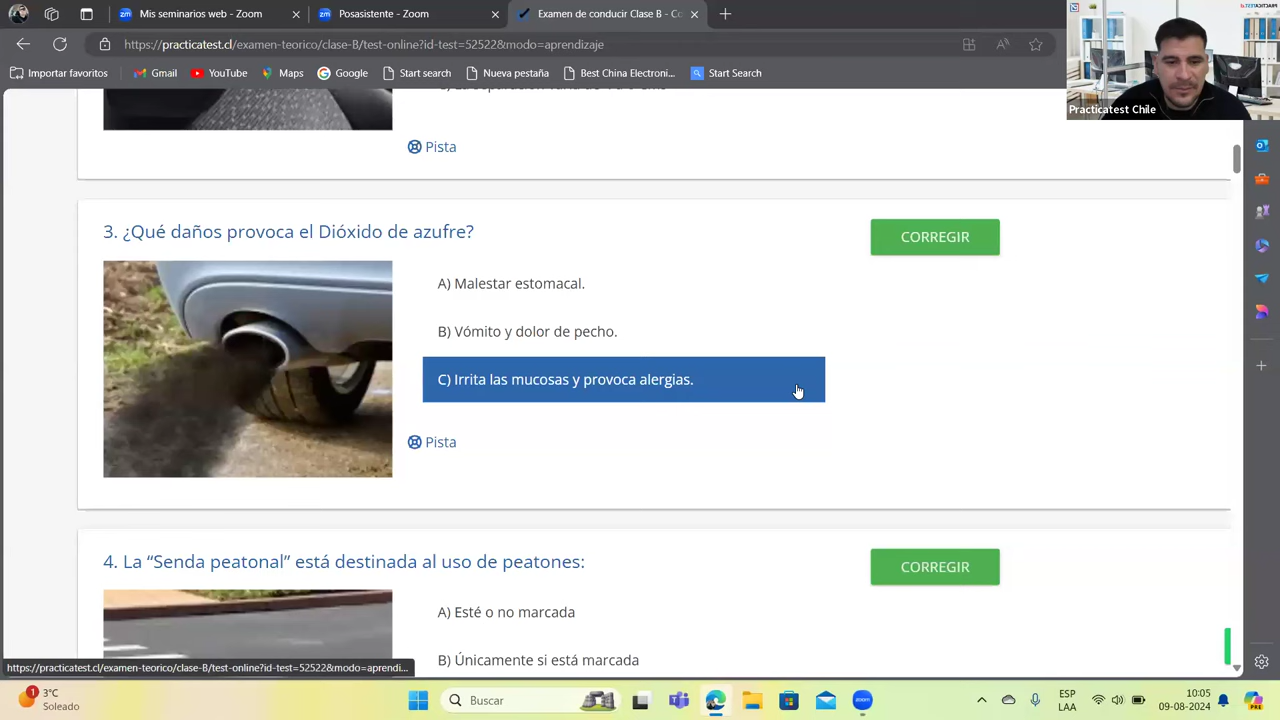 Mis seminarios web - Zoom
Posasistente - Zoom
Examen de conducir Clase B - Co
https://practicatest.cl/examen-teorico/clase-B/test-online?id-test=52522&modo=aprendizaje
Importar favoritos
Gmail
YouTube
Maps
Google
Start search
Nueva pestaña
Best China Electroni...
Start Search
Practicatest Chile
Pista
3. ¿Qué daños provoca el Dióxido de azufre?
CORREGIR
A) Malestar estomacal.
B) Vómito y dolor de pecho.
C) Irrita las mucosas y provoca alergias.
Pista
4. La “Senda peatonal” está destinada al uso de peatones:
CORREGIR
A) Esté o no marcada
B) Únicamente si está marcada
https://practicatest.cl/examen-teorico/clase-B/test-online?id-test=52522&modo=aprendi...
1
3°C
Soleado
Buscar
ESP
LAA
10:05
09-08-2024
PRE